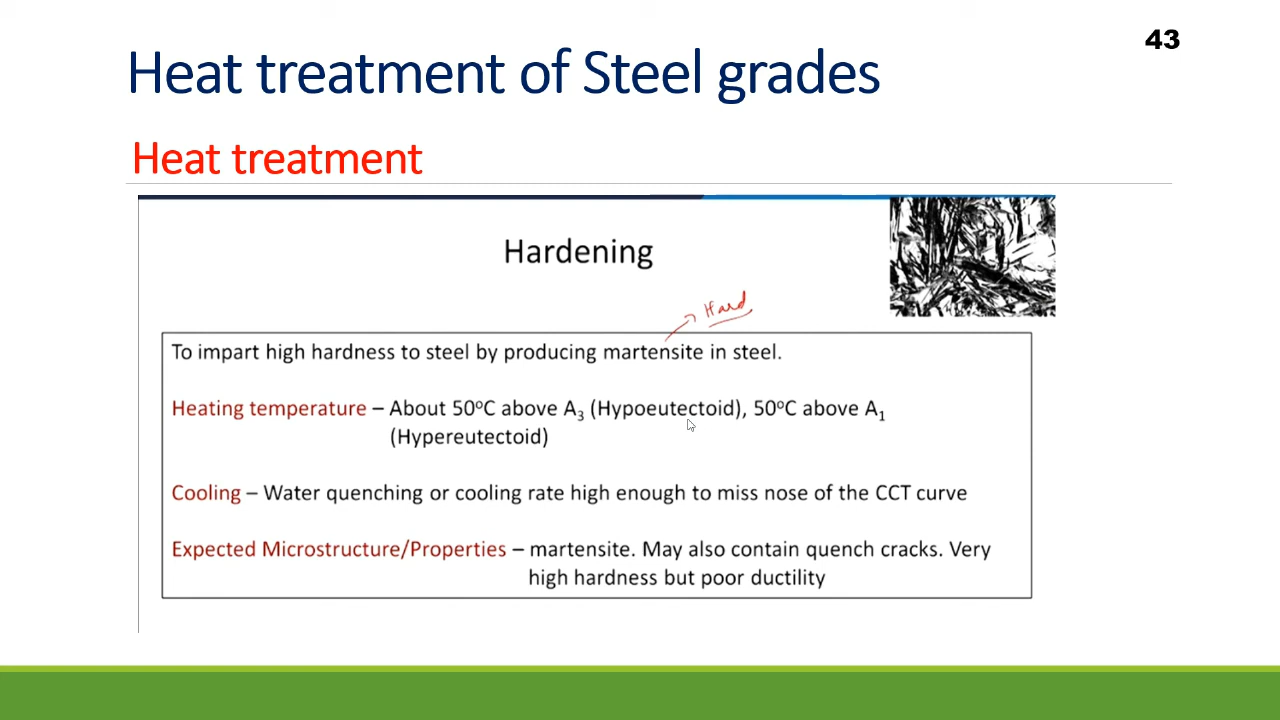 43
Heat treatment of Steel grades
Heat treatment
Hardening
Hard
To impart high hardness to steel by producing martensite in steel.
Heating temperature – About 50°C above A₃ (Hypoeutectoid), 50°C above A₁
(Hypereutectoid)
Cooling – Water quenching or cooling rate high enough to miss nose of the CCT curve
Expected Microstructure/Properties – martensite. May also contain quench cracks. Very
high hardness but poor ductility